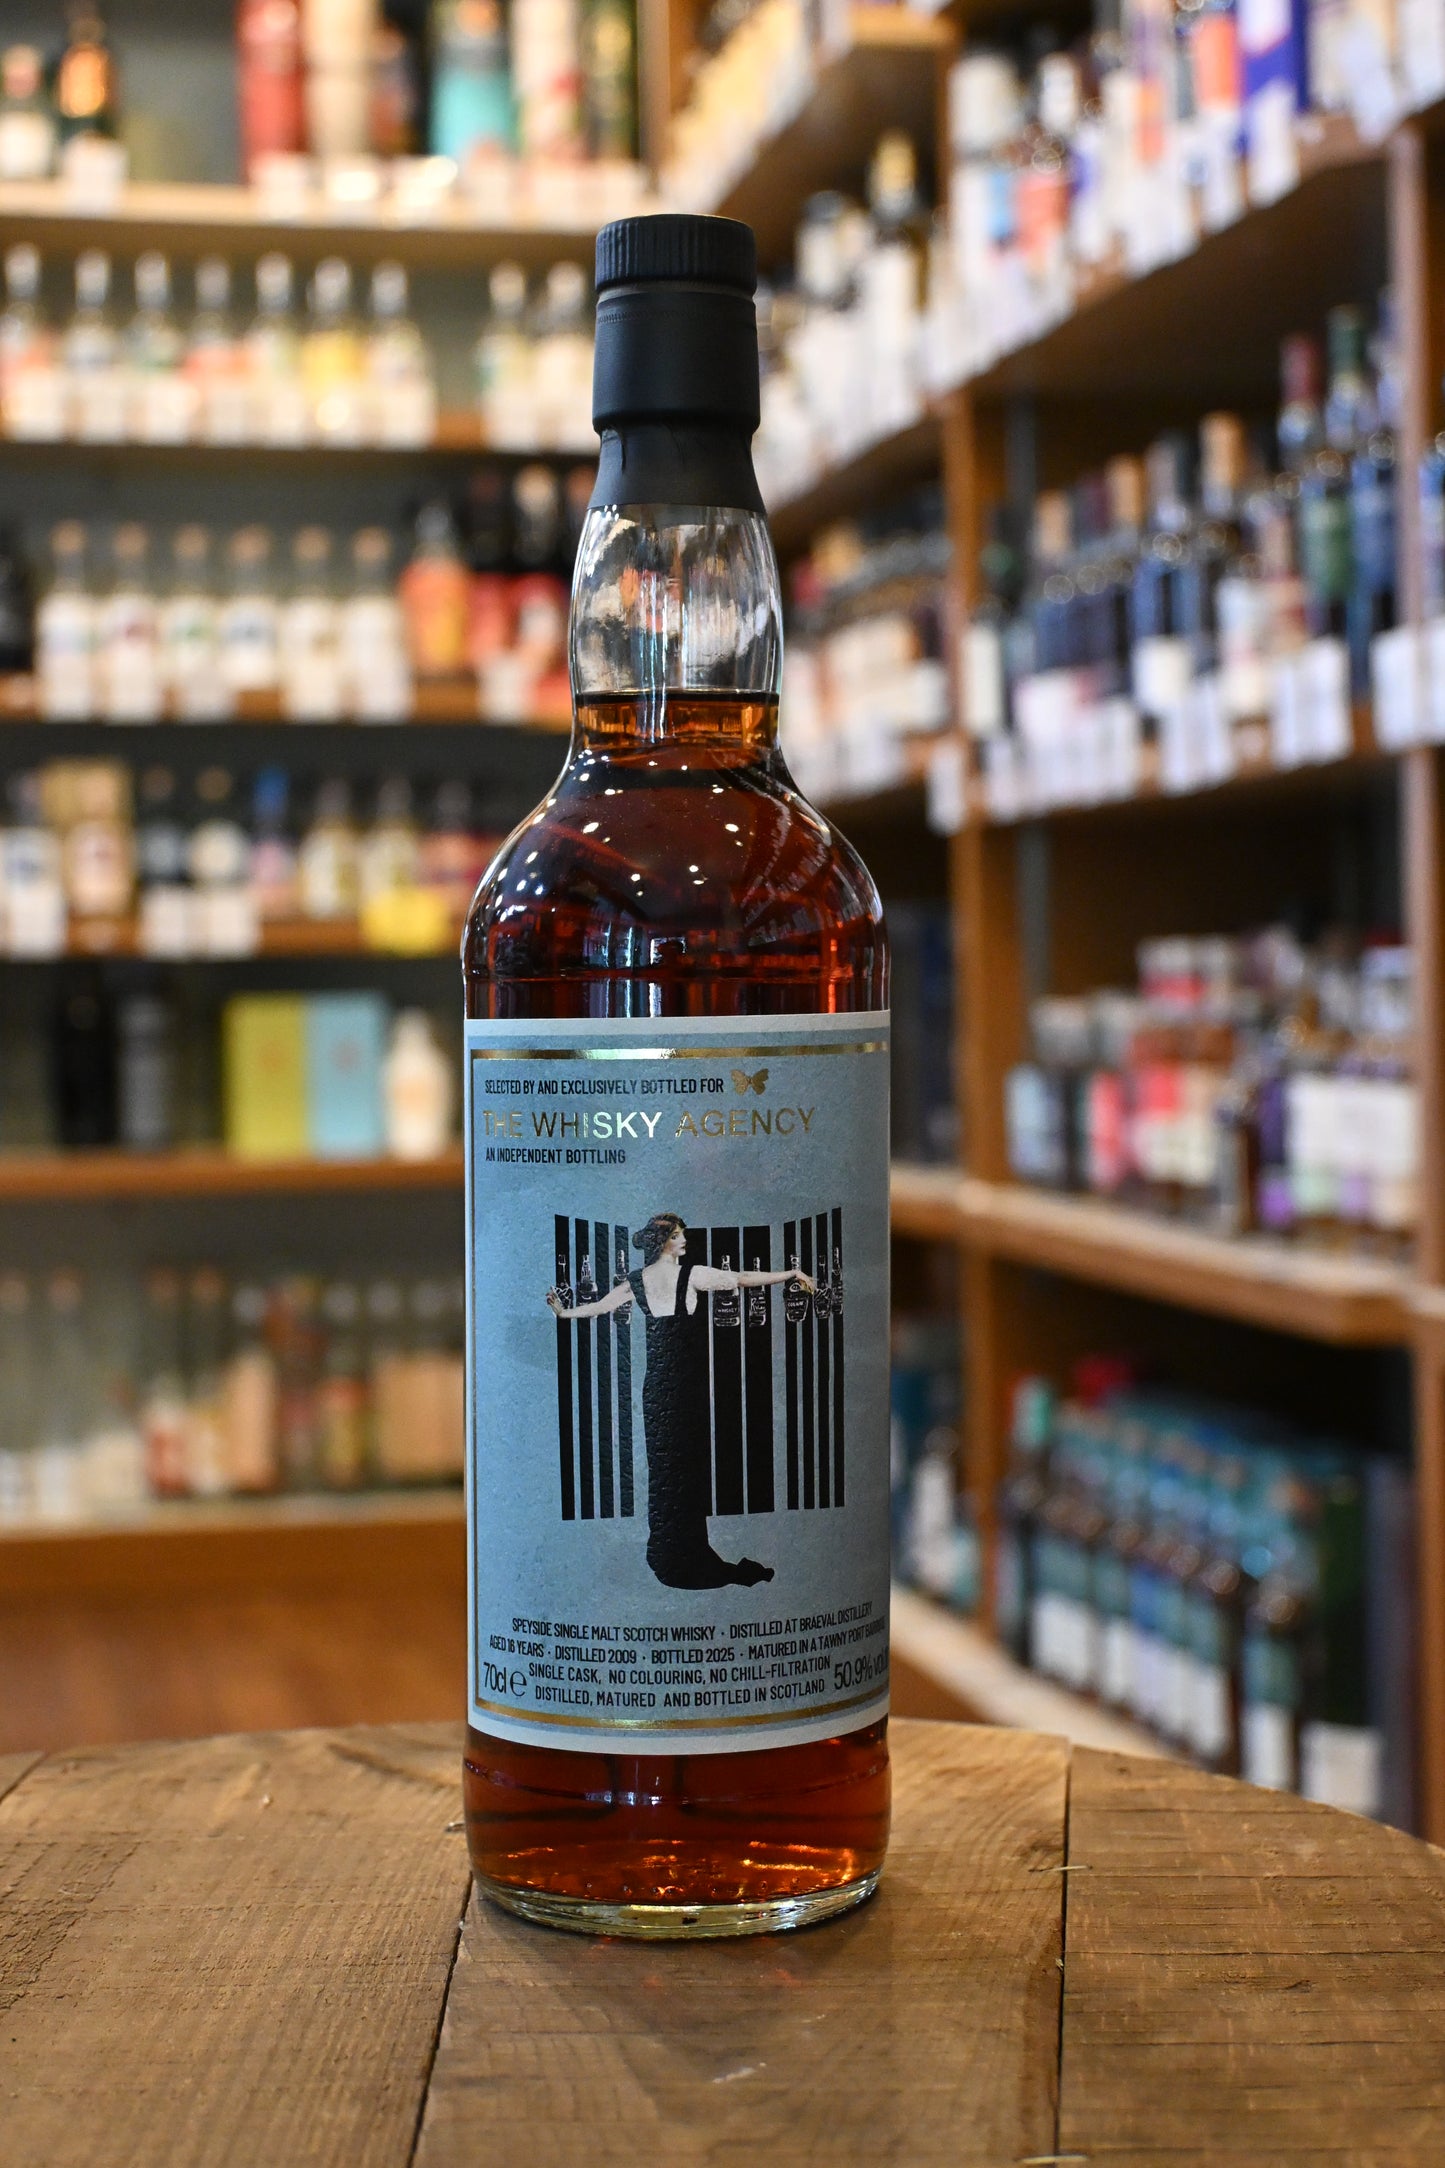 SELECTED BY AND EXCLUSIVELY BOTTLED FOR
THE WHISKY AGENCY
AN INDEPENDENT BOTTLING
WHISKEY
SPEYSIDE SINGLE MALT SCOTCH WHISKY · DISTILLED AT BRAEVAL DISTILLERY
AGED 16 YEARS · DISTILLED 2009 · BOTTLED 2025 · MATURED IN A TAWNY PORT BARRIQUE
SINGLE CASK, NO COLOURING, NO CHILL-FILTRATION
70cl e DISTILLED, MATURED AND BOTTLED IN SCOTLAND 50.9% vol